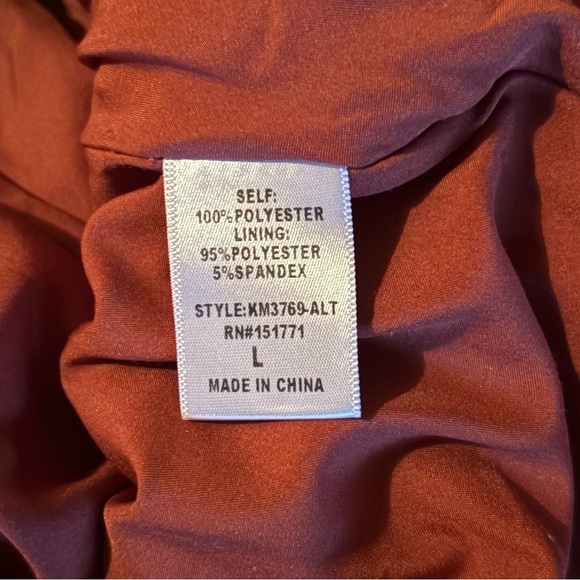 SELF:
100%POLYESTER
LINING:
95%POLYESTER
5%SPANDEX
STYLE:KM3769-ALT
RN#151771
L
MADE IN CHINA